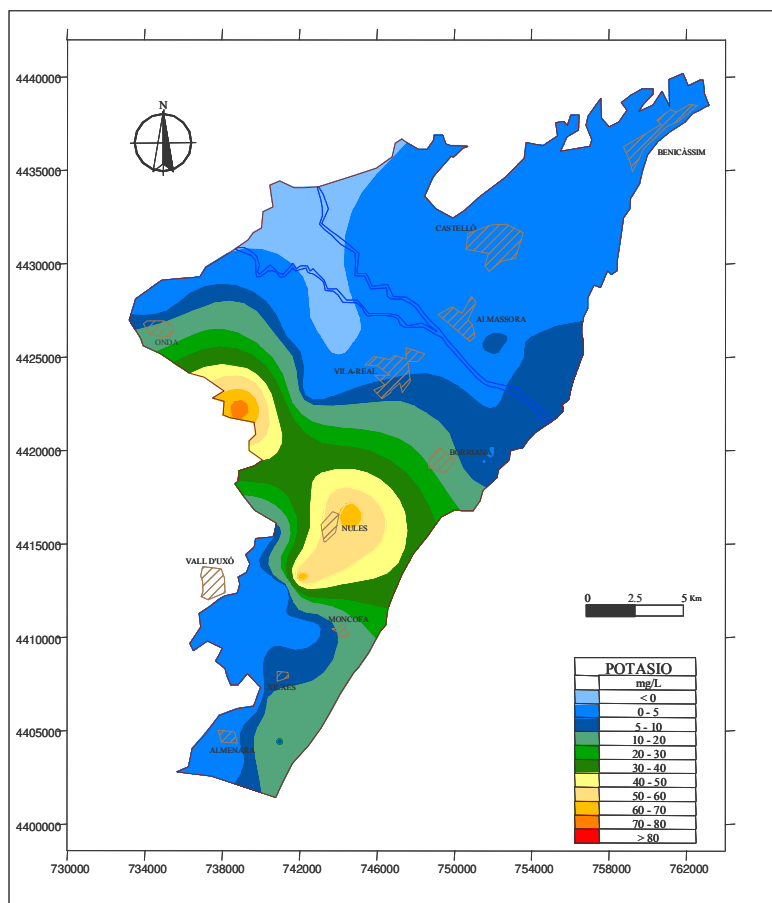 4440000
N
BENICÀSSIM
4435000
CASTELLÓ
4430000
ALMASSORA
ONDA
4425000
VILA-REAL
4420000
BORRIANA
NULES
4415000
VALL D'UXÓ
0 2.5 5 Km
MONCOFA
4410000
XILXES
POTASIO
mg/L
< 0
0 - 5
4405000
5 - 10
ALMENARA
10 - 20
20 - 30
30 - 40
40 - 50
50 - 60
4400000
60 - 70
70 - 80
> 80
730000 734000 738000 742000 746000 750000 754000 758000 762000